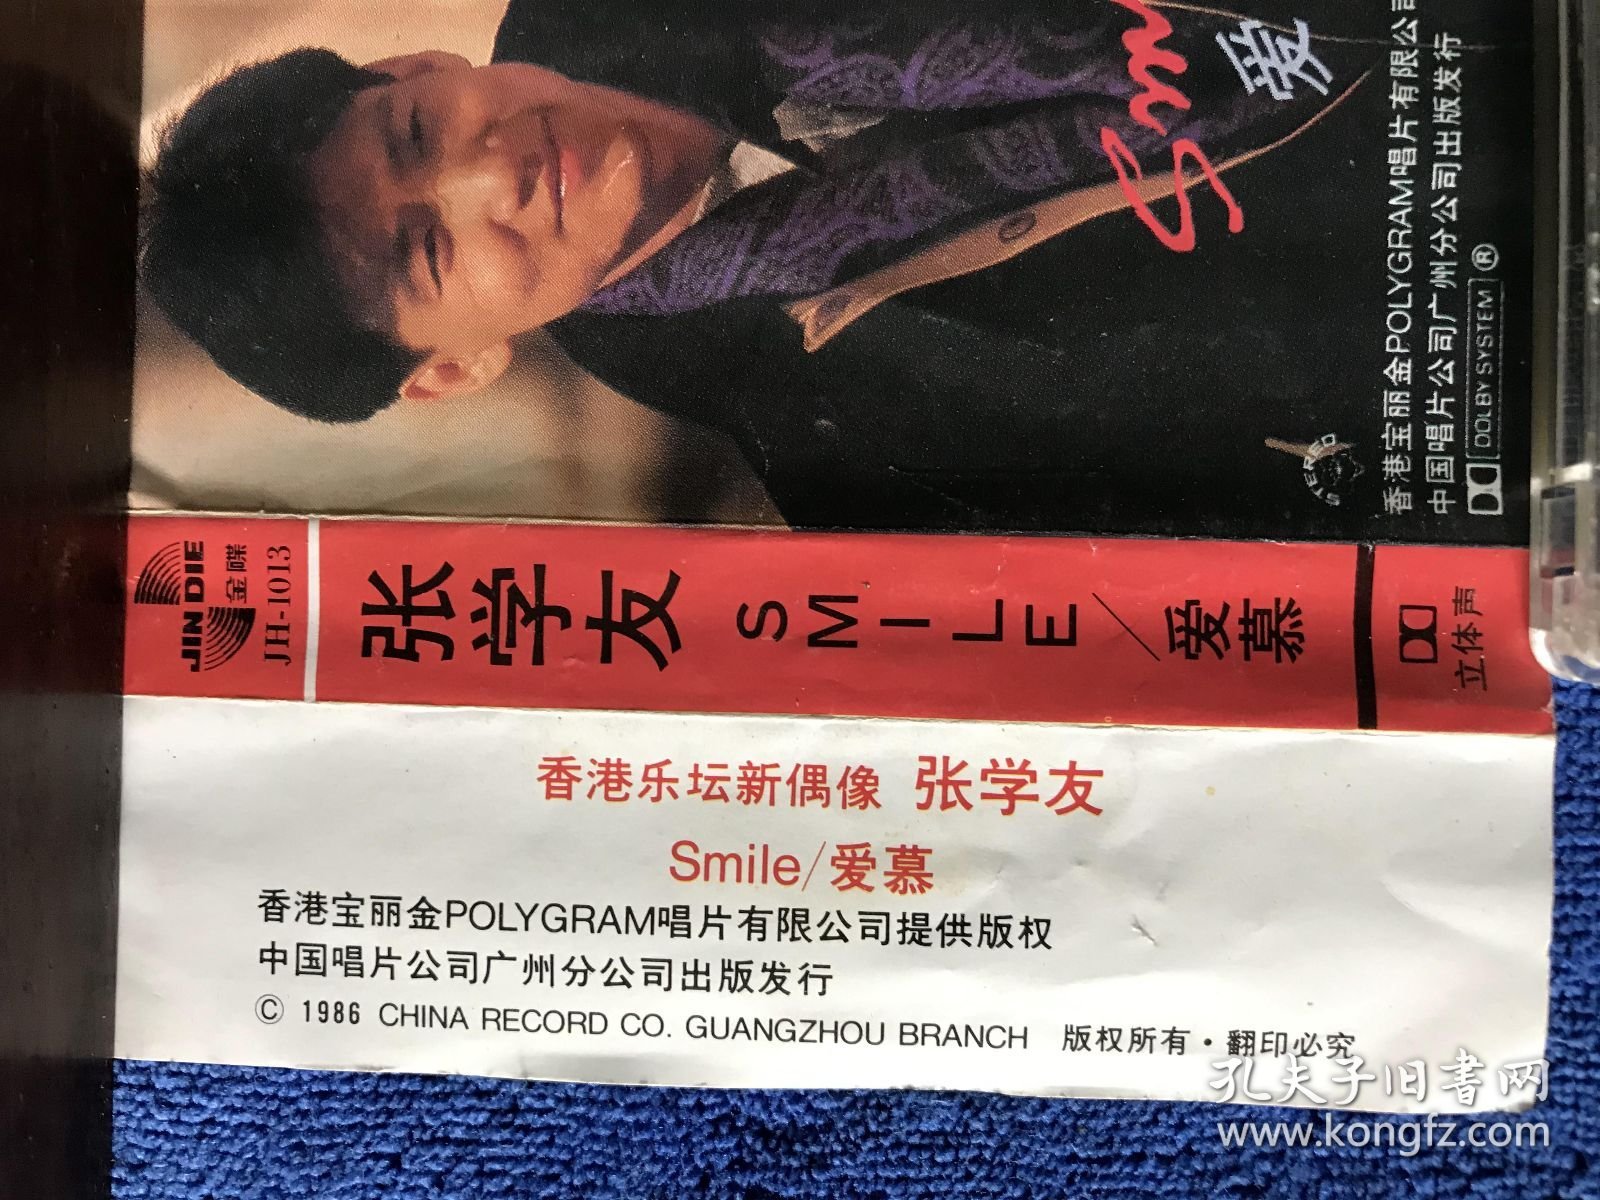 Sm
爱
香港宝丽金POLYGRAM唱片有限公司
中国唱片公司广州分公司出版发行
DOLBY SYSTEM ®
STEREO
JIN DIE
金碟
JH-1013
张学友 SMILE/爱慕
立体声
香港乐坛新偶像 张学友
Smile/爱慕
香港宝丽金POLYGRAM唱片有限公司提供版权
中国唱片公司广州分公司出版发行
© 1986 CHINA RECORD CO. GUANGZHOU BRANCH 版权所有·翻印必究
孔夫子旧书网
www.kongfz.com